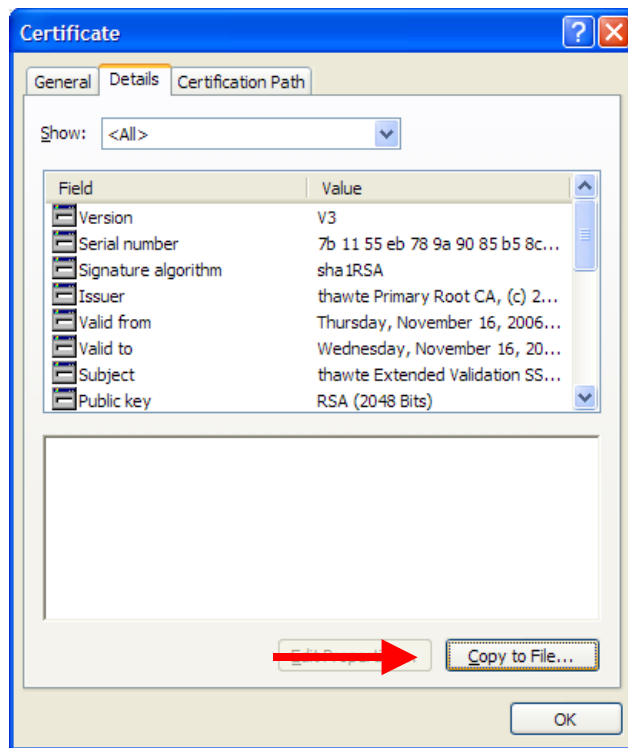 Certificate
General Details Certification Path
Show: <All>
Field Value
Version V3
Serial number 7b 11 55 eb 78 9a 90 85 b5 8c...
Signature algorithm sha1RSA
Issuer thawte Primary Root CA, (c) 2...
Valid from Thursday, November 16, 2006...
Valid to Wednesday, November 16, 20...
Subject thawte Extended Validation SS...
Public key RSA (2048 Bits)
Copy to File...
OK